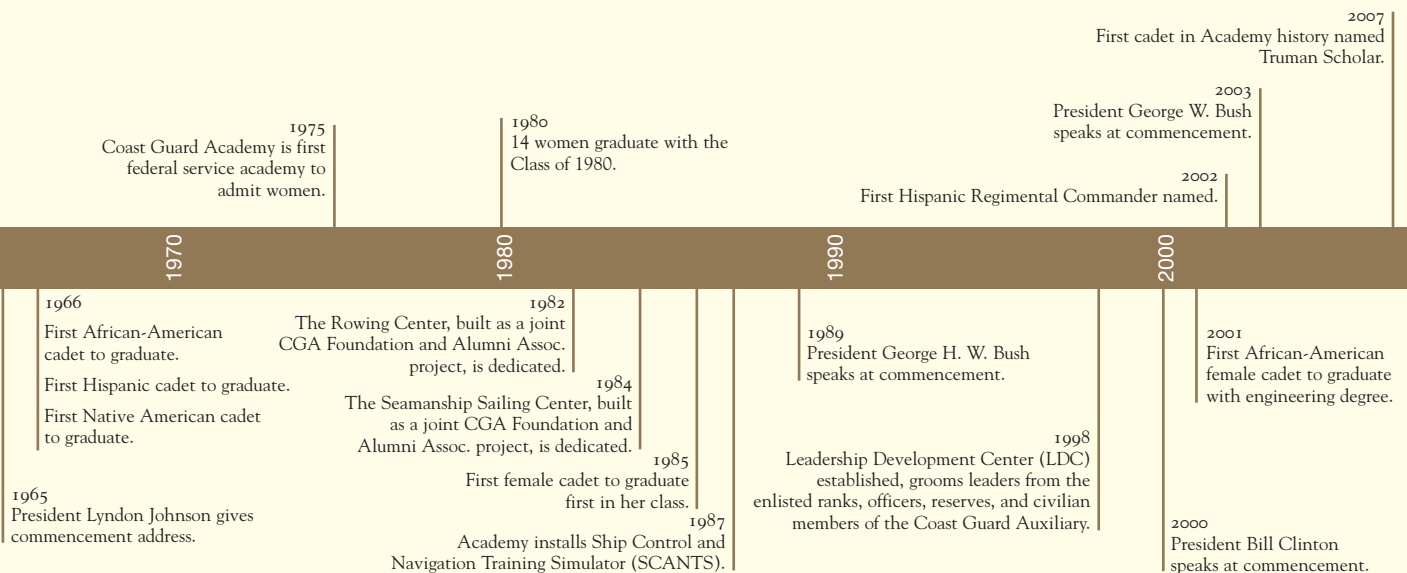 2007
First cadet in Academy history named
Truman Scholar.
2003
President George W. Bush
speaks at commencement.
1975
Coast Guard Academy is first
federal service academy to
admit women.
1980
14 women graduate with the
Class of 1980.
2002
First Hispanic Regimental Commander named.
1970
1980
1990
2000
1966
First African-American
cadet to graduate.
First Hispanic cadet to graduate.
First Native American cadet
to graduate.
1965
President Lyndon Johnson gives
commencement address.
1982
The Rowing Center, built as a joint
CGA Foundation and Alumni Assoc.
project, is dedicated.
1984
The Seamanship Sailing Center, built
as a joint CGA Foundation and
Alumni Assoc. project, is dedicated.
1985
First female cadet to graduate
first in her class.
1987
Academy installs Ship Control and
Navigation Training Simulator (SCANTS).
1989
President George H. W. Bush
speaks at commencement.
1998
Leadership Development Center (LDC)
established, grooms leaders from the
enlisted ranks, officers, reserves, and civilian
members of the Coast Guard Auxiliary.
2001
First African-American
female cadet to graduate
with engineering degree.
2000
President Bill Clinton
speaks at commencement.